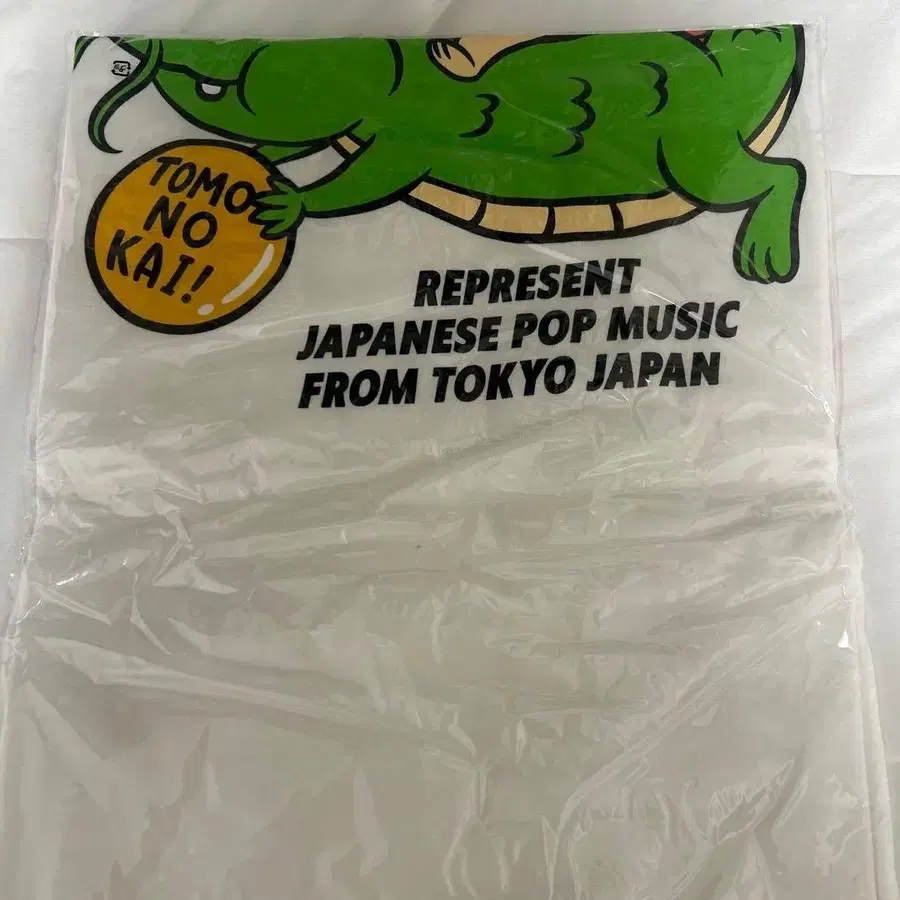 TOMO
NO
KAI!
REPRESENT
JAPANESE POP MUSIC
FROM TOKYO JAPAN